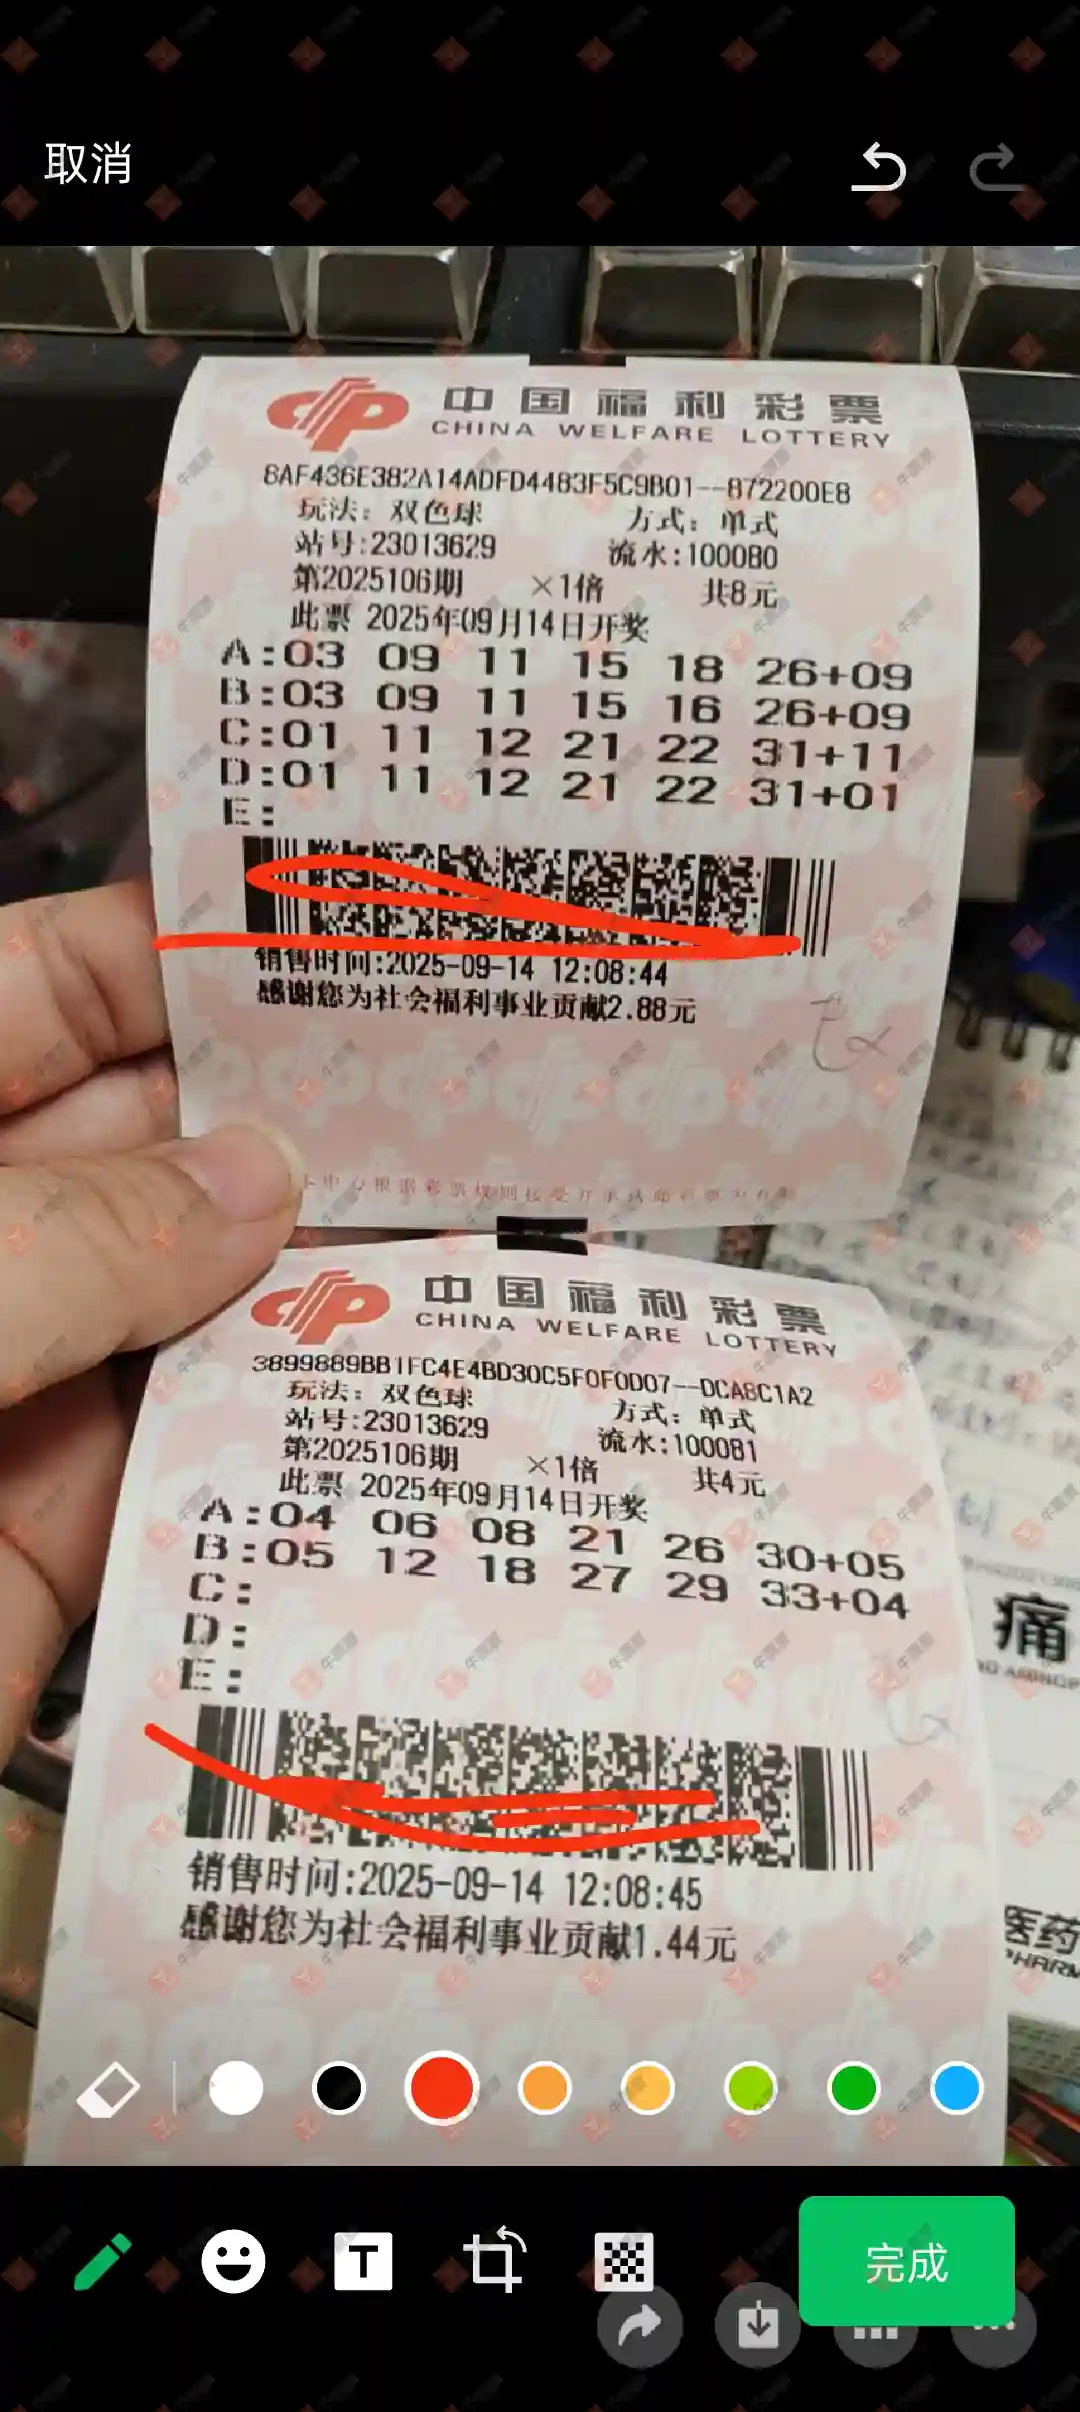 取消
中国福利彩票
CHINA WELFARE LOTTERY
8AF436E382A14ADFD44B3F5C9B01--872200E8
玩法：双色球 方式：单式
站号:23013629 流水:100080
第2025106期 ×1倍 共8元
此票 2025年09月14日开奖
A:03 09 11 15 18 26+09
B:03 09 11 15 16 26+09
C:01 11 12 21 22 31+11
D:01 11 12 21 22 31+01
E:
销售时间:2025-09-14 12:08:44
感谢您为社会福利事业贡献2.88元
中国福利彩票
CHINA WELFARE LOTTERY
3899889BB1FC4E4BD30C5F0F0D07--DCA8C1A2
玩法：双色球 方式：单式
站号:23013629 流水:100081
第2025106期 ×1倍 共4元
此票 2025年09月14日开奖
A:04 06 08 21 26 30+05
B:05 12 18 27 29 33+04
C:
D:
E:
痛
销售时间:2025-09-14 12:08:45
感谢您为社会福利事业贡献1.44元
医药
PHARM
T
完成